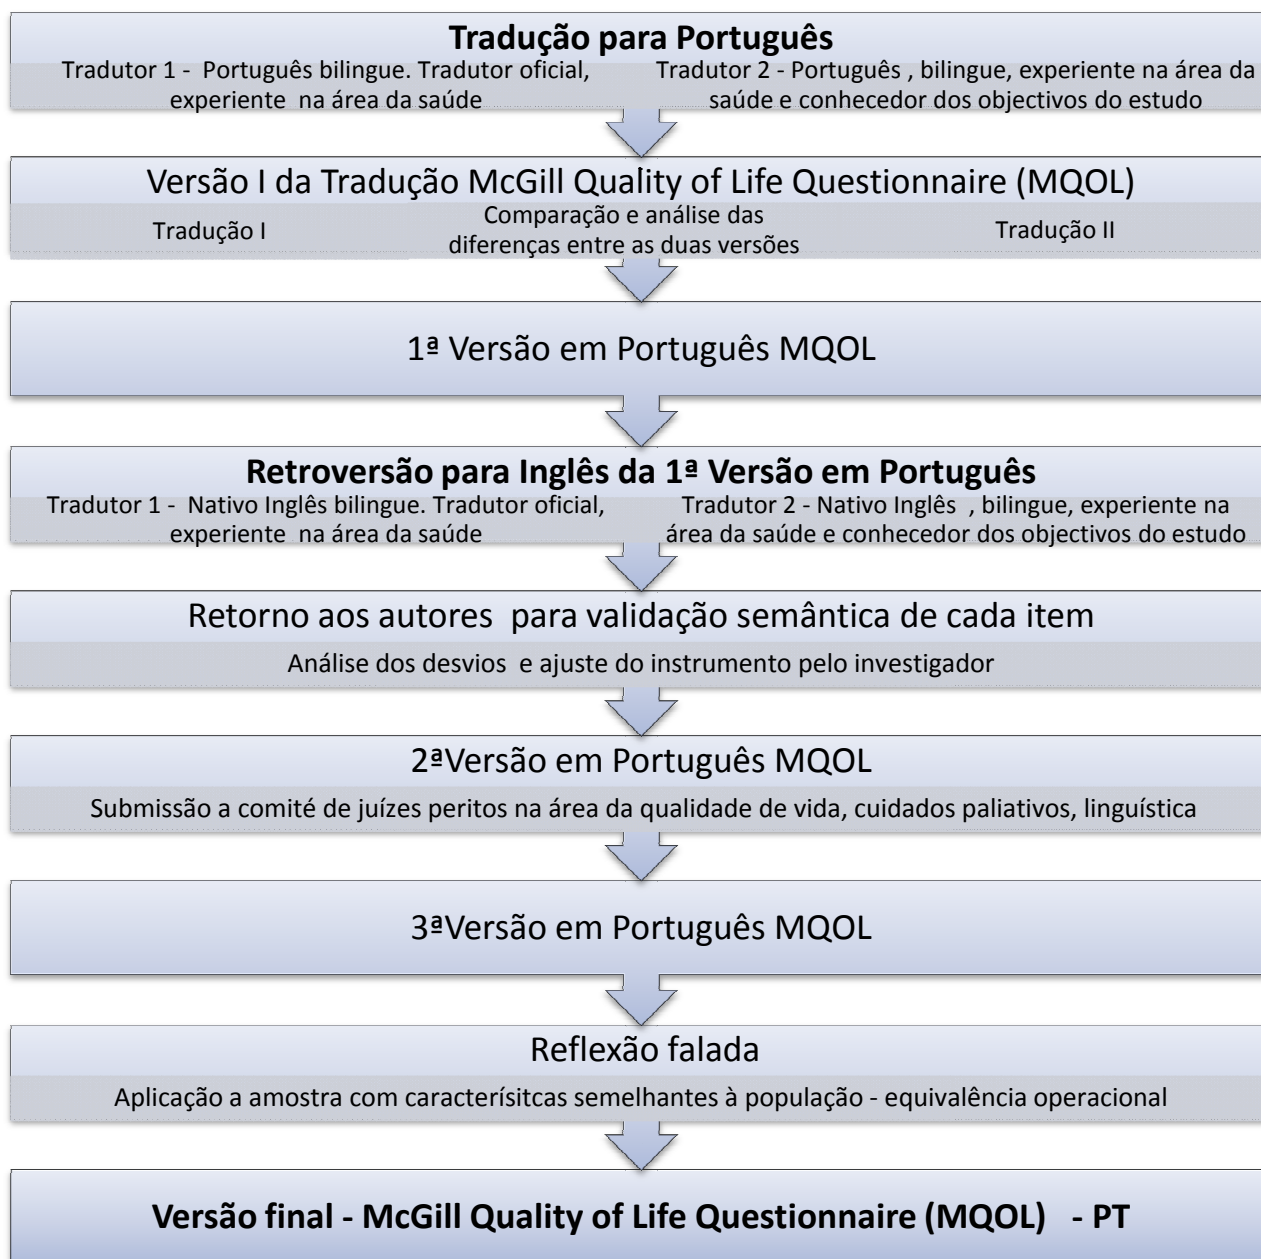 Tradução para Português
Tradutor 1 - Português bilingue. Tradutor oficial,
experiente na área da saúde
Tradutor 2 - Português , bilingue, experiente na área da
saúde e conhecedor dos objectivos do estudo
Versão I da Tradução McGill Quality of Life Questionnaire (MQOL)
Tradução I
Comparação e análise das
diferenças entre as duas versões
Tradução II
1ª Versão em Português MQOL
Retroversão para Inglês da 1ª Versão em Português
Tradutor 1 - Nativo Inglês bilingue. Tradutor oficial,
experiente na área da saúde
Tradutor 2 - Nativo Inglês , bilingue, experiente na
área da saúde e conhecedor dos objectivos do estudo
Retorno aos autores para validação semântica de cada item
Análise dos desvios e ajuste do instrumento pelo investigador
2ªVersão em Português MQOL
Submissão a comité de juízes peritos na área da qualidade de vida, cuidados paliativos, linguística
3ªVersão em Português MQOL
Reflexão falada
Aplicação a amostra com caracterísitcas semelhantes à população - equivalência operacional
Versão final - McGill Quality of Life Questionnaire (MQOL) - PT